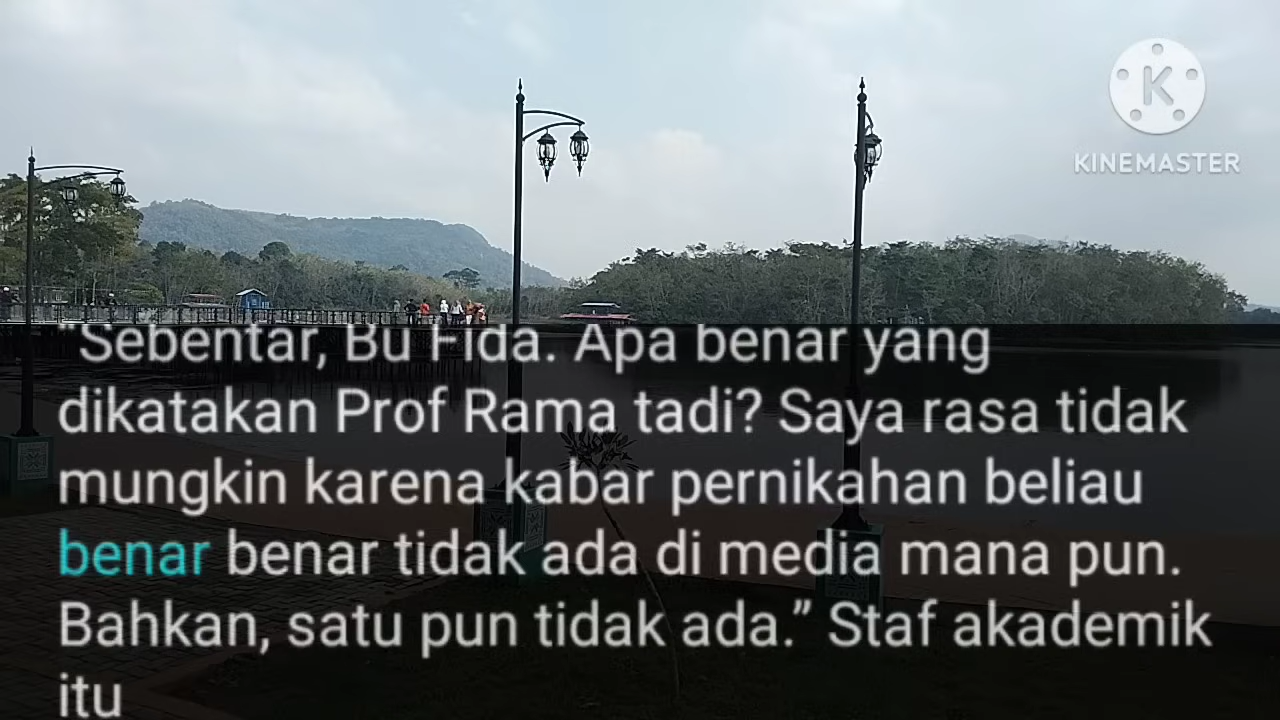 KINEMASTER
"Sebentar, Bu Fida. Apa benar yang
dikatakan Prof Rama tadi? Saya rasa tidak
mungkin karena kabar pernikahan beliau
benar benar tidak ada di media mana pun.
Bahkan, satu pun tidak ada.” Staf akademik
itu